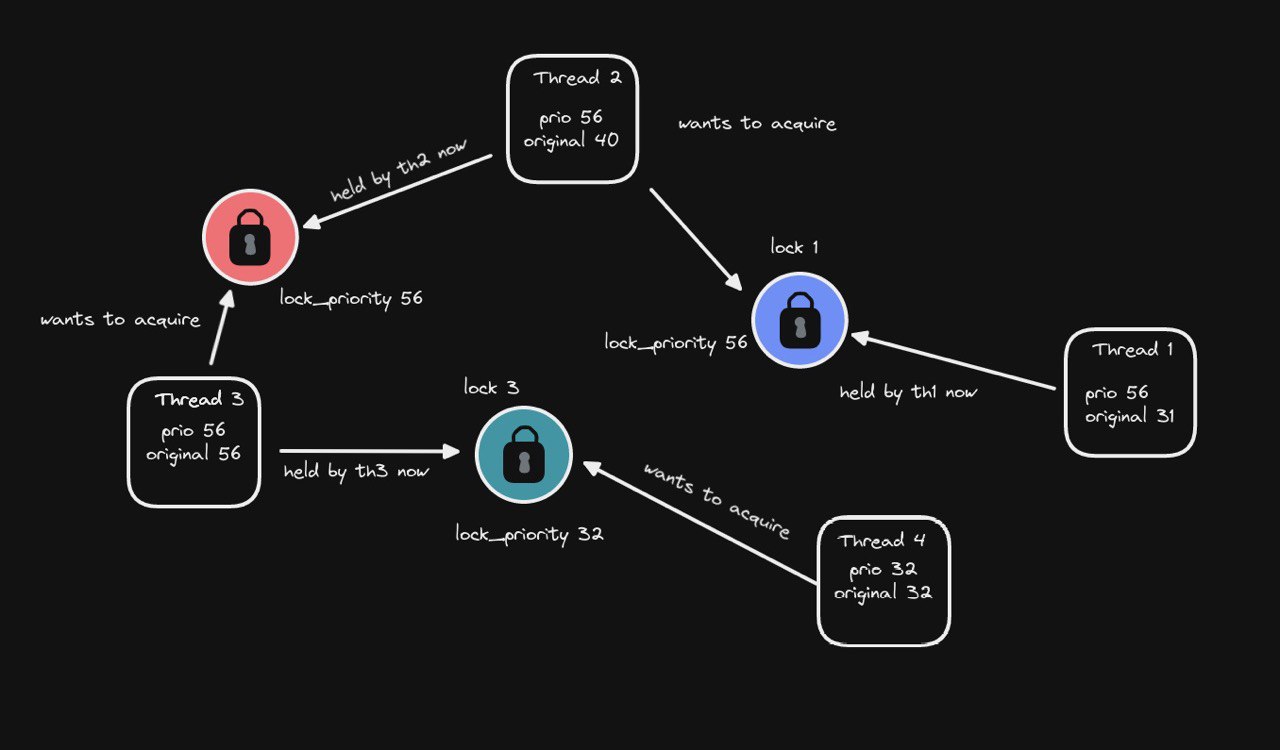 Thread 2
prio 56
original 40
wants to acquire
held by th2 now
lock 1
lock_priority 56
wants to acquire
lock_priority 56
Thread 1
prio 56
original 31
held by th1 now
Thread 3
prio 56
original 56
lock 3
held by th3 now
wants to acquire
lock_priority 32
Thread 4
prio 32
original 32